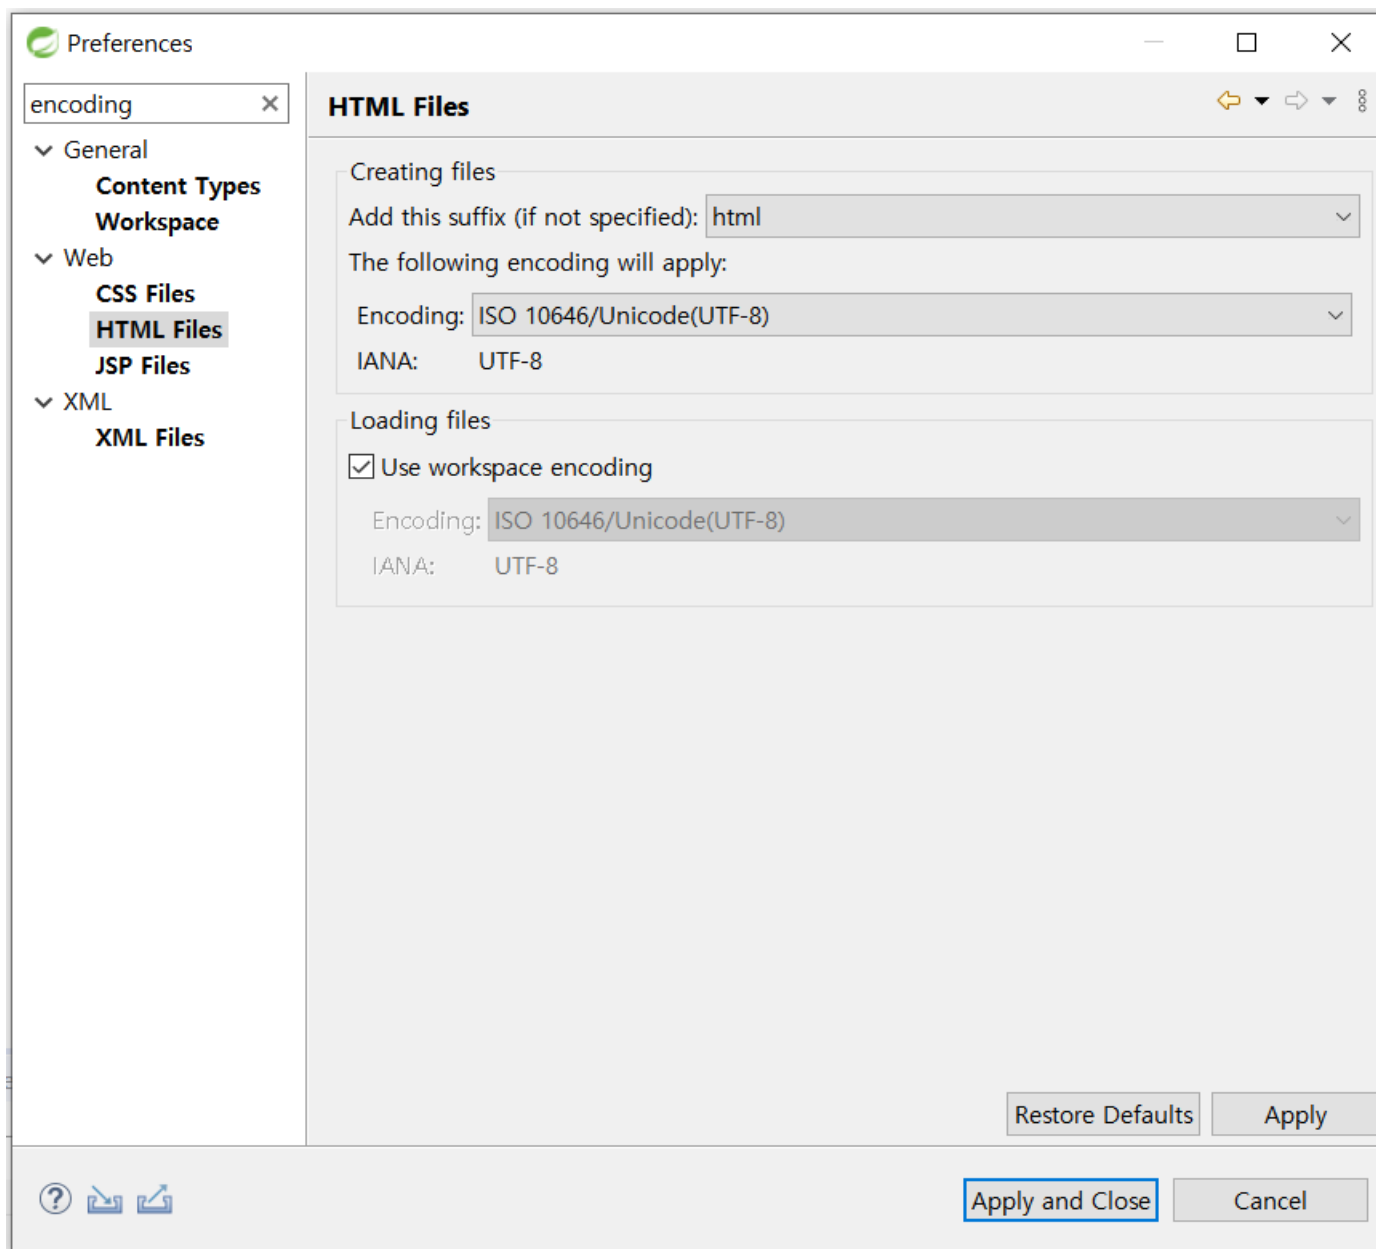 Preferences
encoding
General
Content Types
Workspace
Web
CSS Files
HTML Files
JSP Files
XML
XML Files
HTML Files
Creating files
Add this suffix (if not specified): html
The following encoding will apply:
Encoding: ISO 10646/Unicode(UTF-8)
IANA: UTF-8
Loading files
Use workspace encoding
Encoding: ISO 10646/Unicode(UTF-8)
IANA: UTF-8
Restore Defaults Apply
Apply and Close Cancel